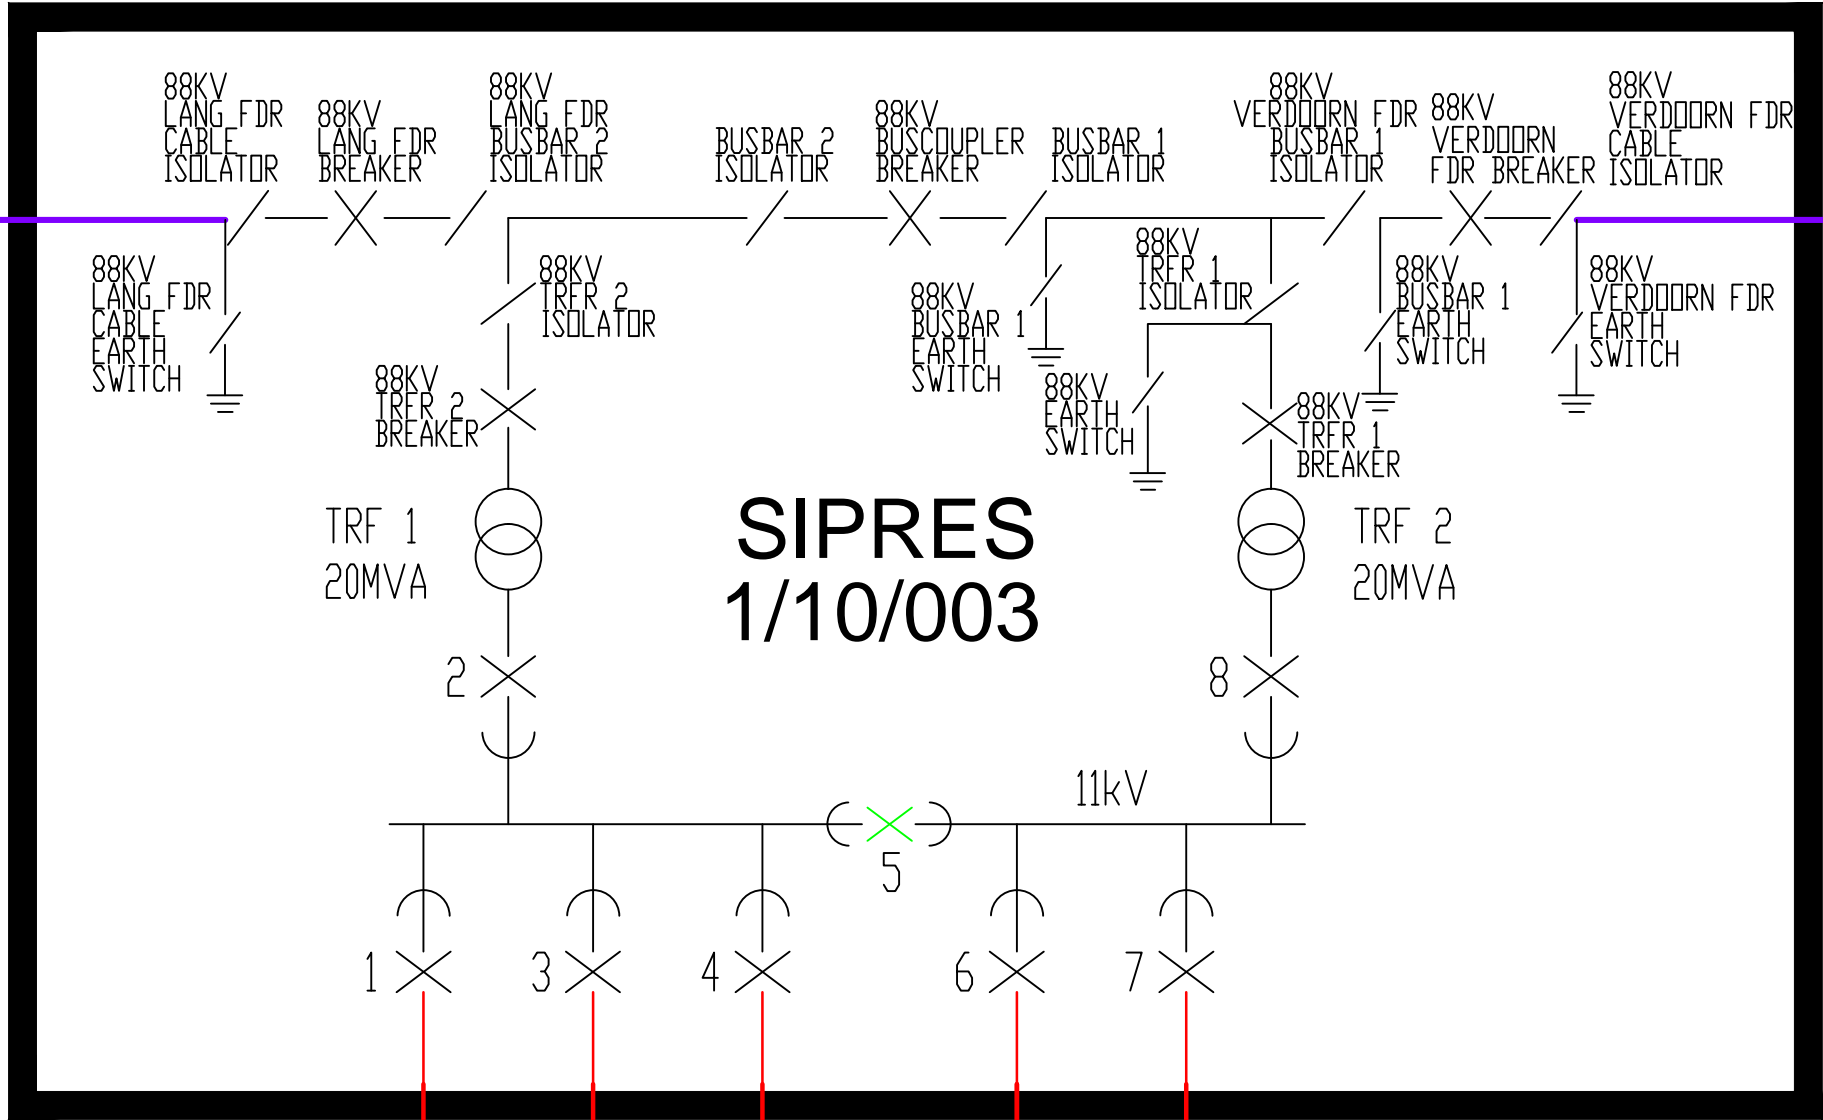 88KV
LANG FDR
CABLE
ISOLATOR
88KV
LANG FDR
BREAKER
88KV
LANG FDR
BUSBAR 2
ISOLATOR
BUSBAR 2
ISOLATOR
88KV
BUSCOUPLER
BREAKER
BUSBAR 1
ISOLATOR
88KV
VERDOORN FDR
BUSBAR 1
ISOLATOR
88KV
VERDOORN
FDR BREAKER
88KV
VERDOORN FDR
CABLE
ISOLATOR
88KV
LANG FDR
CABLE
EARTH
SWITCH
88KV
TRFR 2
ISOLATOR
88KV
BUSBAR 1
EARTH
SWITCH
88KV
TRFR 1
ISOLATOR
88KV
BUSBAR 1
EARTH
SWITCH
88KV
VERDOORN FDR
EARTH
SWITCH
88KV
TRFR 2
BREAKER
88KV
EARTH
SWITCH
88KV
TRFR 1
BREAKER
TRF 1
20MVA
SIPRES
1/10/003
TRF 2
20MVA
2
8
11kV
5
1
3
4
6
7